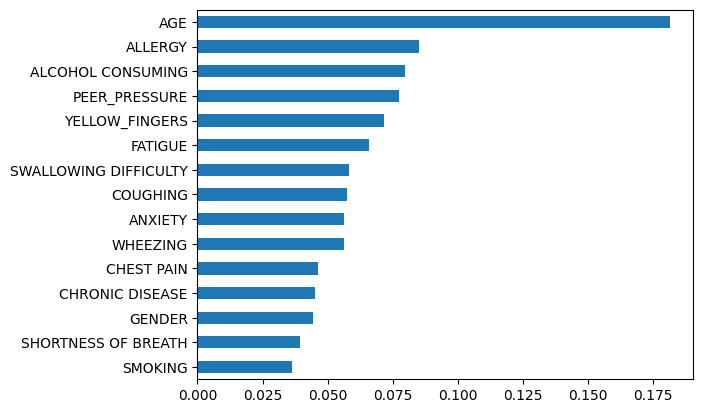 AGE
ALLERGY
ALCOHOL CONSUMING
PEER_PRESSURE
YELLOW_FINGERS
FATIGUE
SWALLOWING DIFFICULTY
COUGHING
ANXIETY
WHEEZING
CHEST PAIN
CHRONIC DISEASE
GENDER
SHORTNESS OF BREATH
SMOKING
0.000 0.025 0.050 0.075 0.100 0.125 0.150 0.175